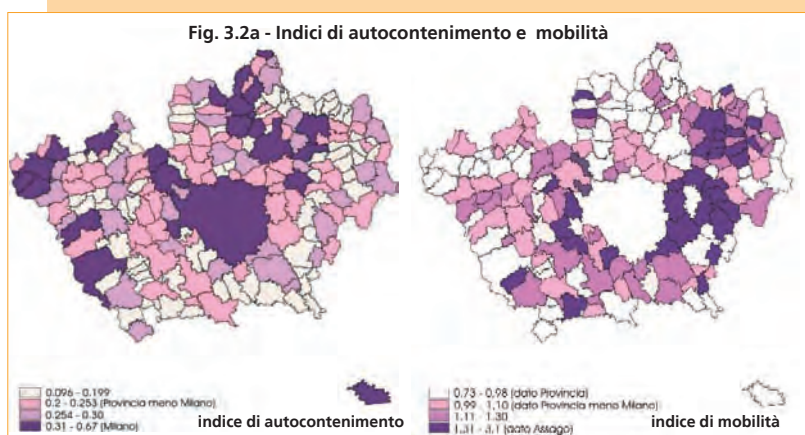 Fig. 3.2a - Indici di autocontenimento e mobilità
0.096 - 0.199
0.2 - 0.253 (Provincia meno Milano)
0.254 - 0.30
0.31 - 0.67 (Milano)
indice di autocontenimento
0,73 - 0,98 (dato Provincia)
0,99 - 1,10 (dato Provincia meno Milano)
1,11 - 1,30
1,31 - 3,1 (dato Assago)
indice di mobilità